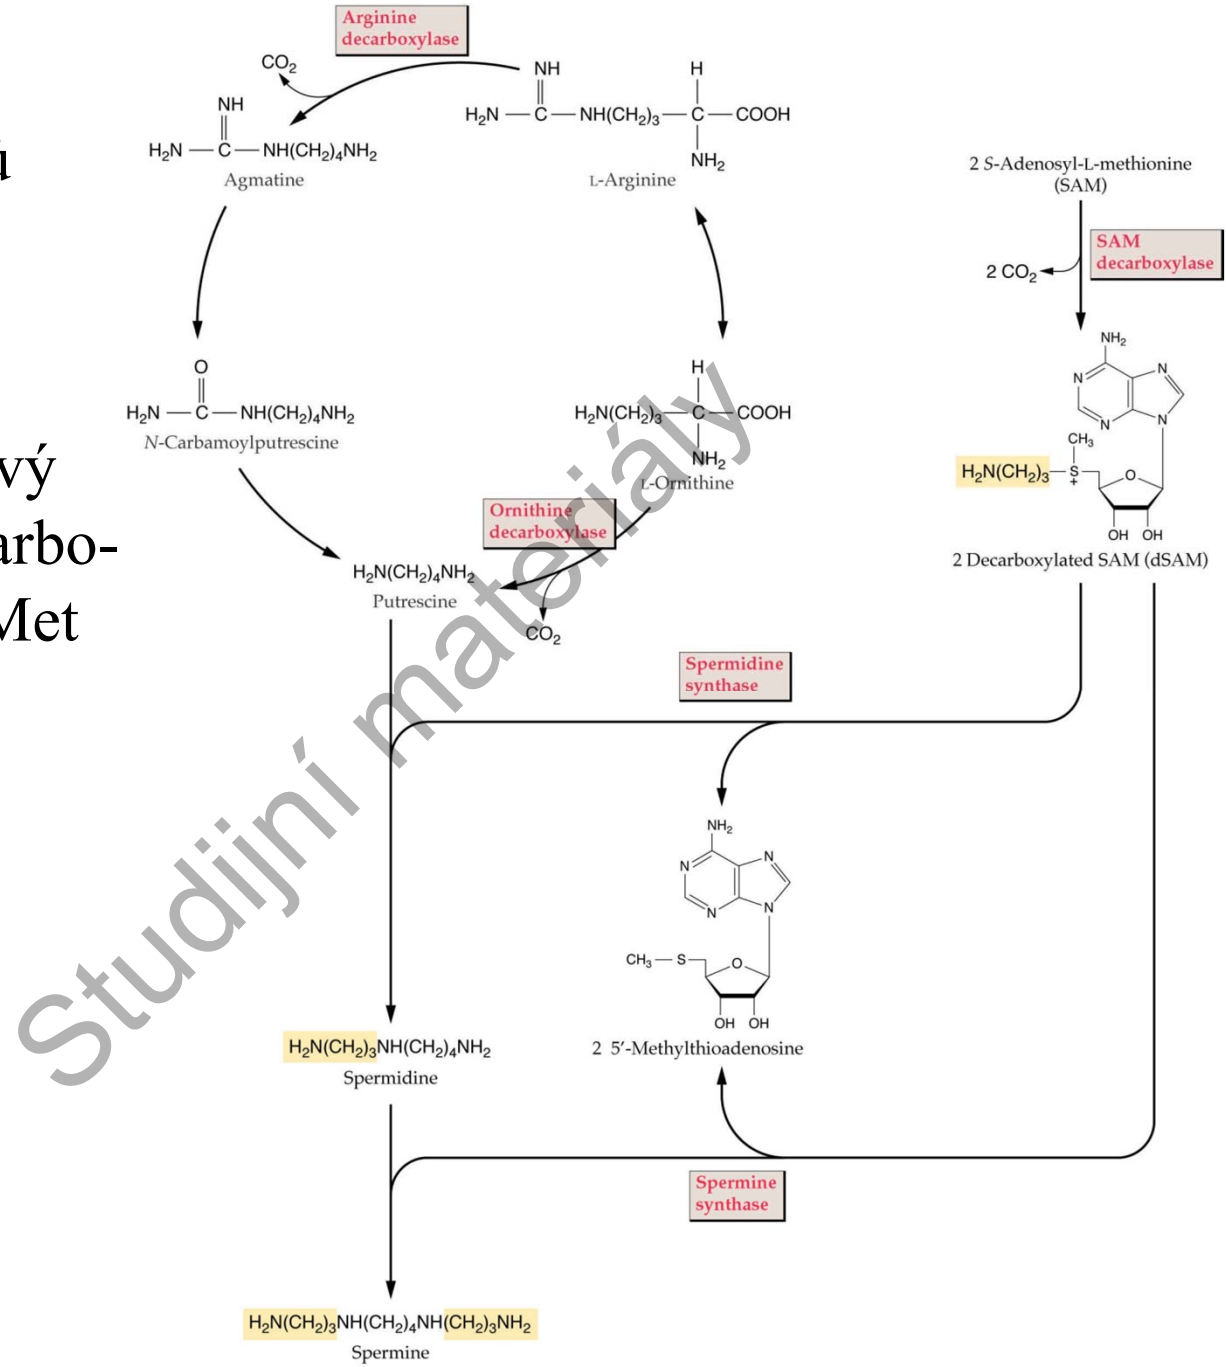 Arginine
decarboxylase
CO₂
NH
H₂N — C — NH(CH₂)₄NH₂
Agmatine
NH
H
H₂N — C — NH(CH₂)₃ — C — COOH
NH₂
L-Arginine
2 S-Adenosyl-L-methionine
(SAM)
SAM
decarboxylase
2 CO₂
ů
O
H₂N — C — NH(CH₂)₄NH₂
N-Carbamoylputrescine
H
H₂N(CH₂)₃ — C — COOH
NH₂
L-Ornithine
NH₂
N
N
N
N
CH₃
H₂N(CH₂)₃ — S
+
O
OH OH
2 Decarboxylated SAM (dSAM)
vý
arbo-
Met
Ornithine
decarboxylase
H₂N(CH₂)₄NH₂
Putrescine
CO₂
Spermidine
synthase
NH₂
N
N
N
N
CH₃ — S
O
OH OH
2 5′-Methylthioadenosine
H₂N(CH₂)₃NH(CH₂)₄NH₂
Spermidine
Spermine
synthase
H₂N(CH₂)₃NH(CH₂)₄NH(CH₂)₃NH₂
Spermine
Studijní materiály